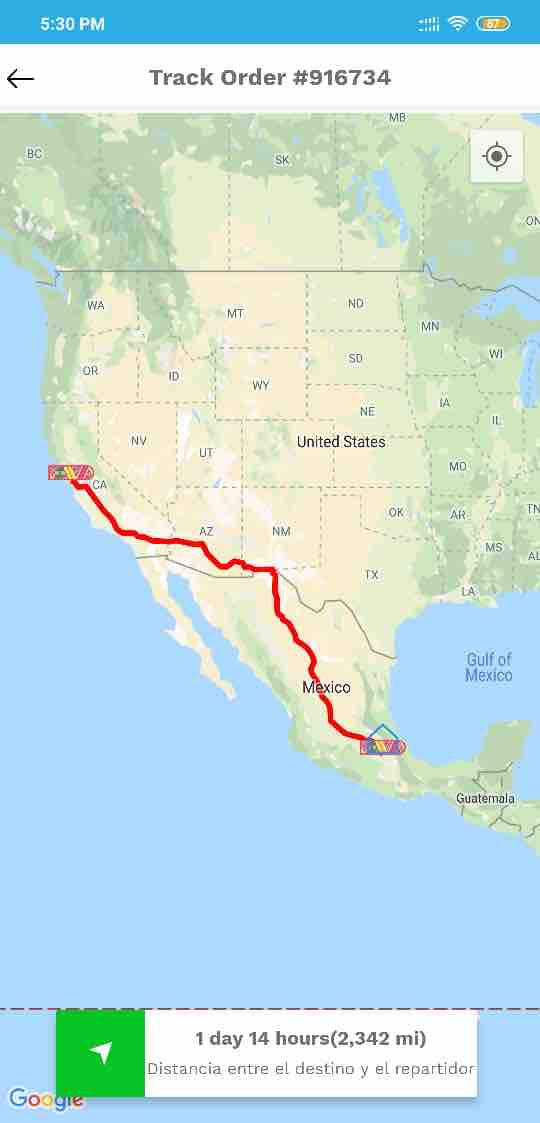 5:30 PM
87
Track Order #916734
MB
BC
SK
ON
WA
MT
ND
MN
OR
ID
SD
WI
WY
IA
NE
IL
NV
UT
United States
MO
CA
AZ
NM
OK
AR
TN
MS
AL
TX
LA
Gulf of
Mexico
Mexico
Guatemala
1 day 14 hours(2,342 mi)
Distancia entre el destino y el repartidor
Google